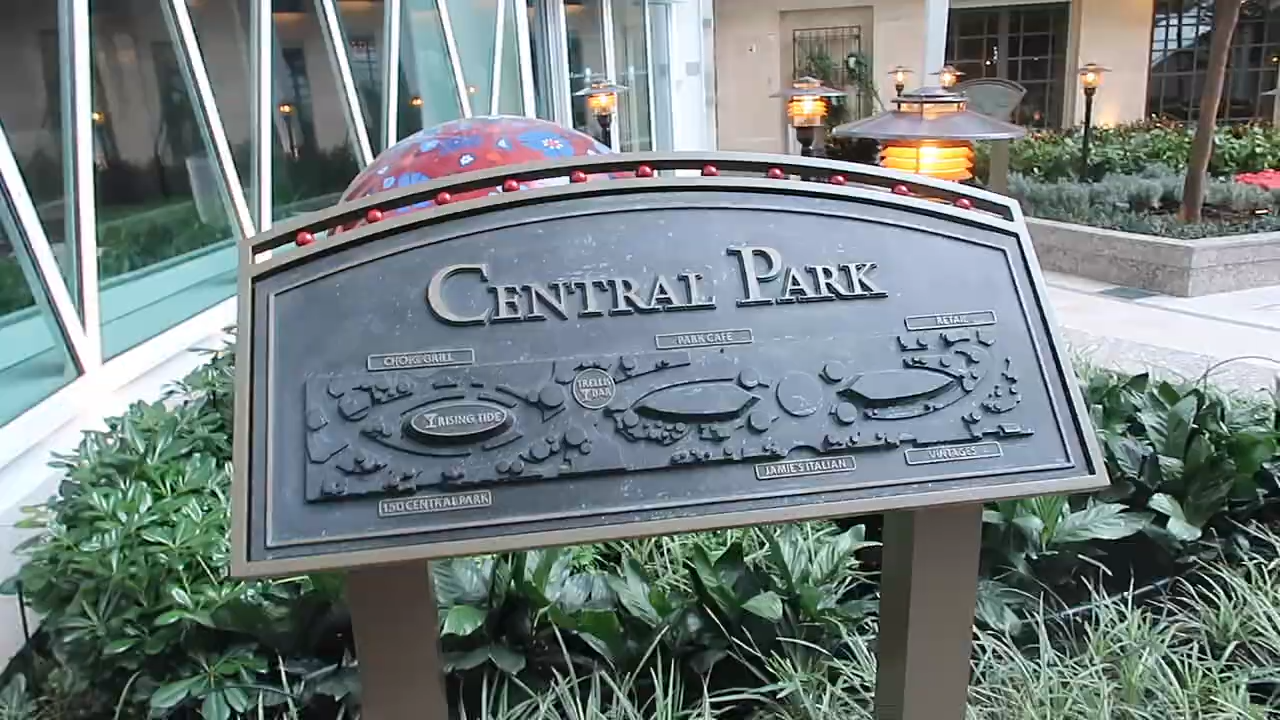 CENTRAL PARK
CHOPS GRILL
PARK CAFE
RETAIL
TRELLIS
BAR
RISING TIDE
150 CENTRAL PARK
JAMIE'S ITALIAN
VINTAGES